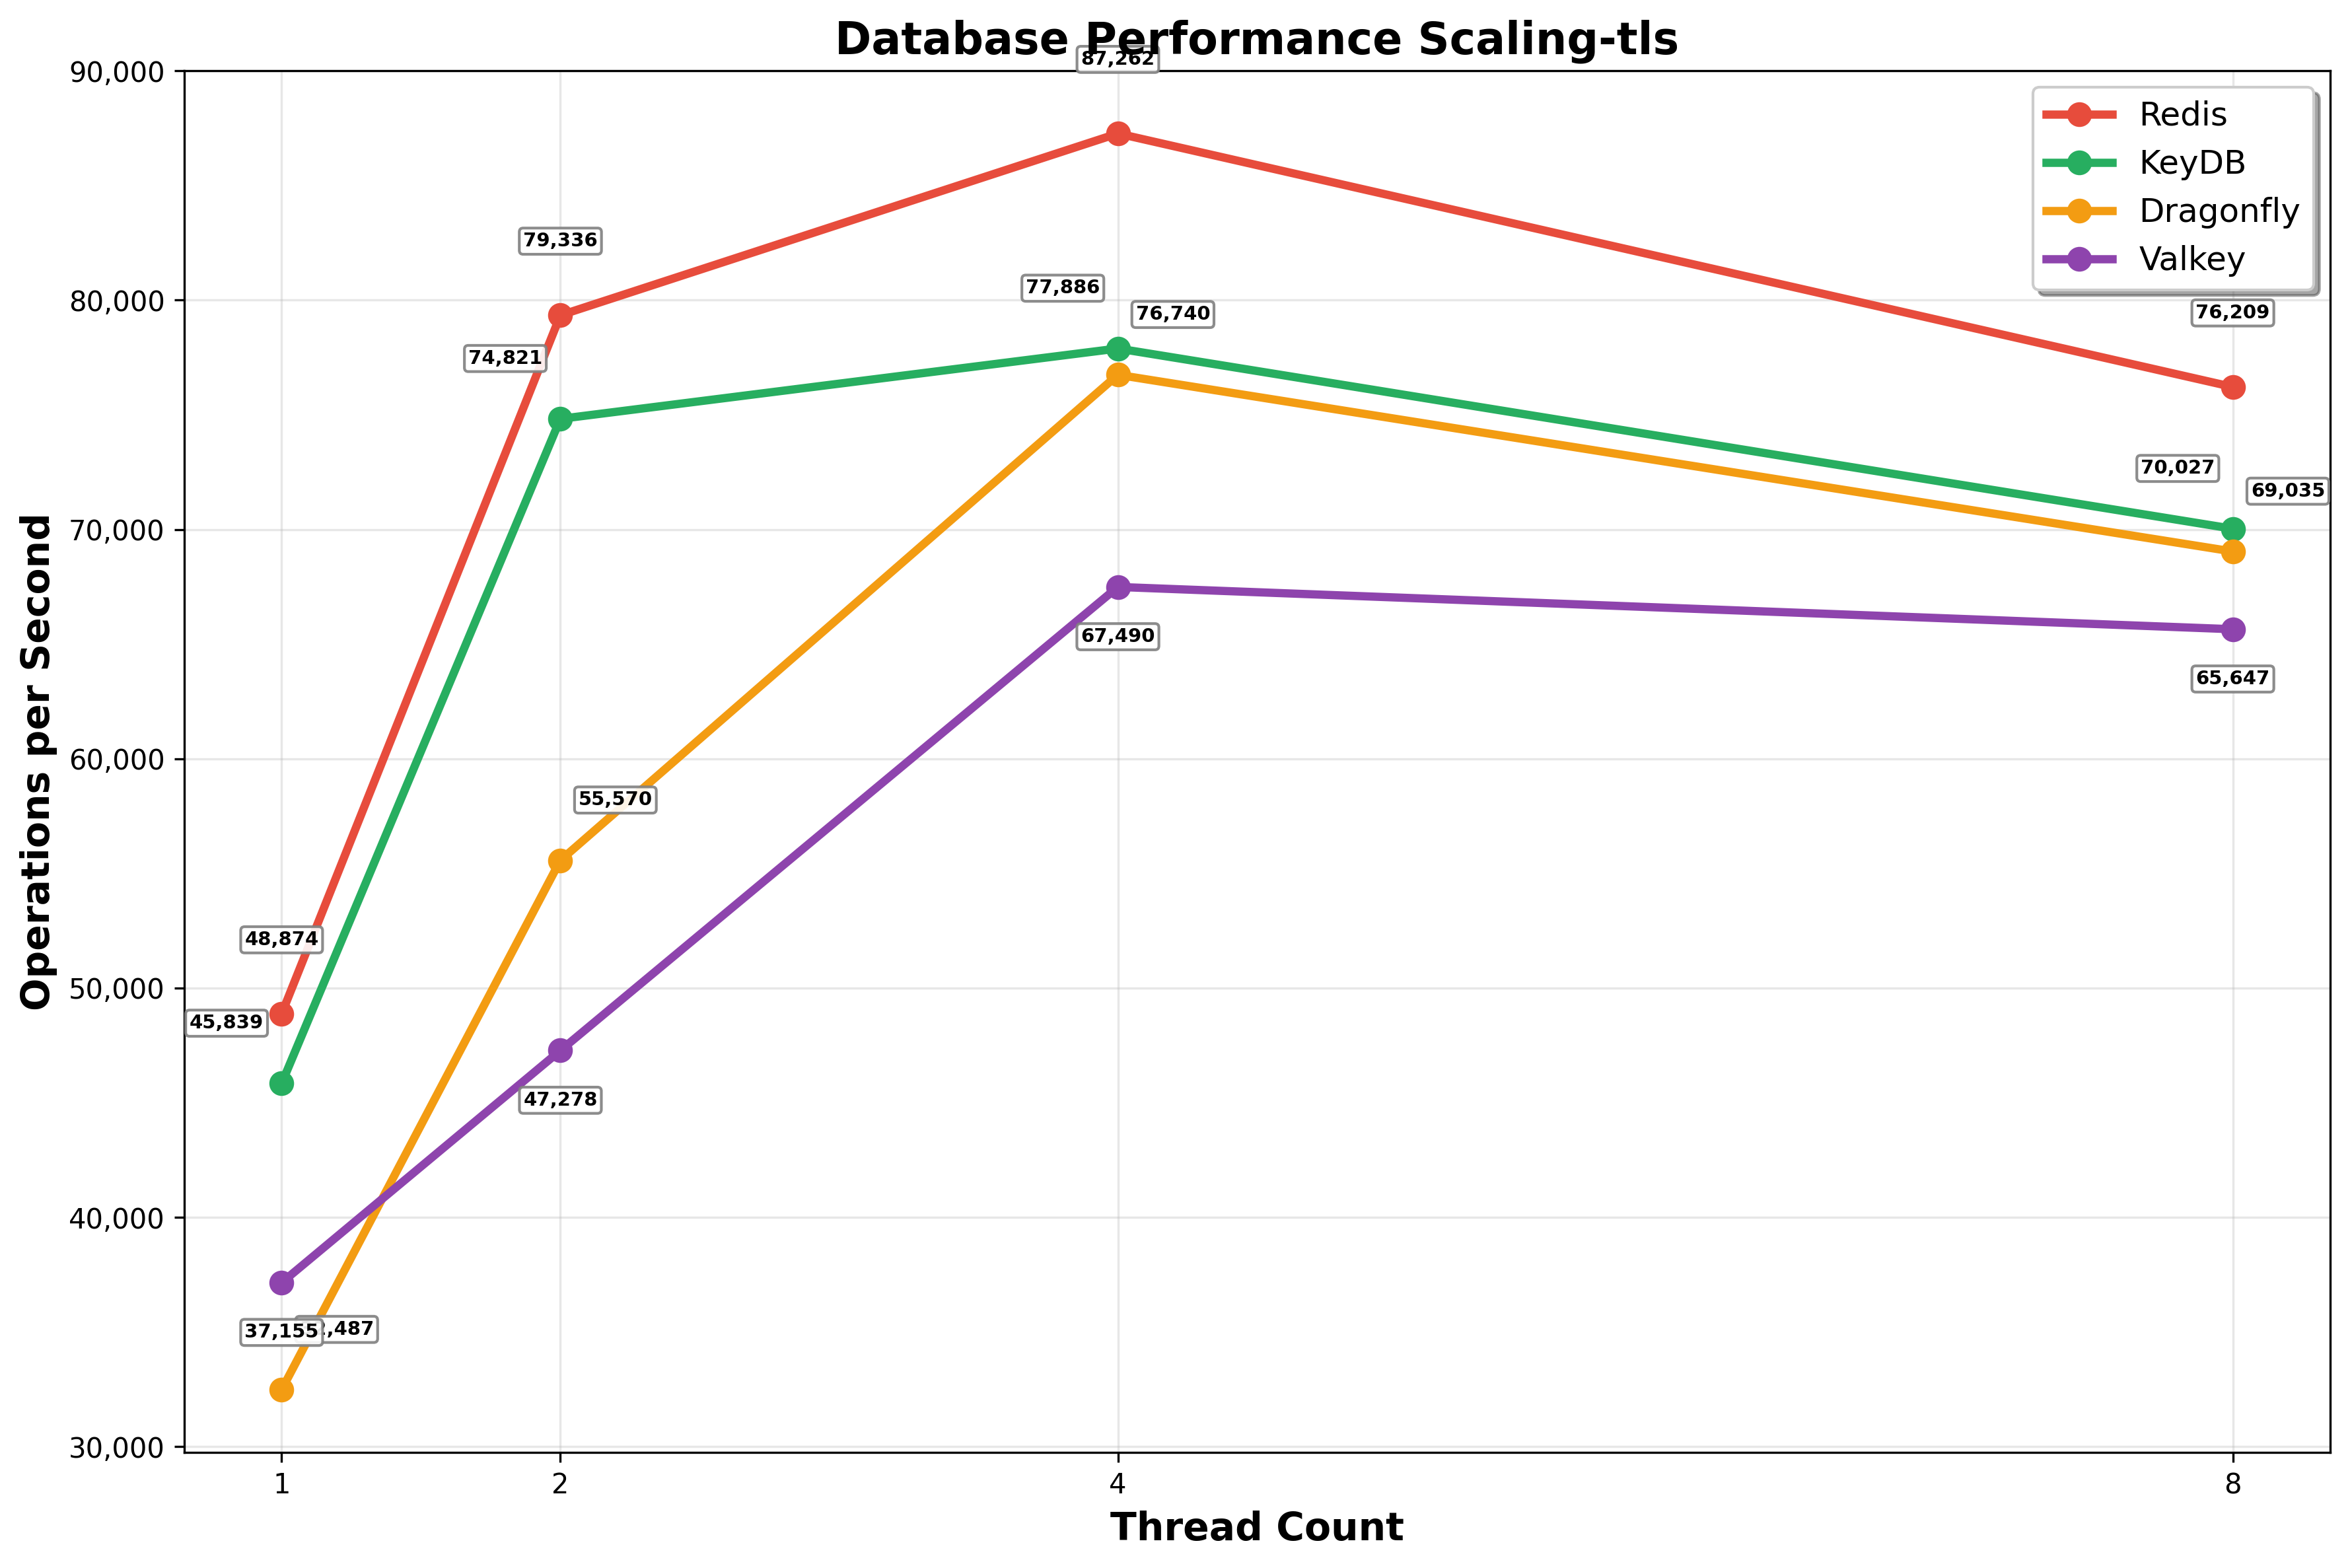 Database Performance Scaling-tls
87,262
90,000
Redis
KeyDB
Dragonfly
Valkey
79,336
77,886
80,000
76,740
76,209
74,821
70,027
69,035
70,000
67,490
65,647
60,000
55,570
48,874
50,000
45,839
47,278
40,000
37,155
,487
30,000
1 2 4 8
Operations per Second
Thread Count